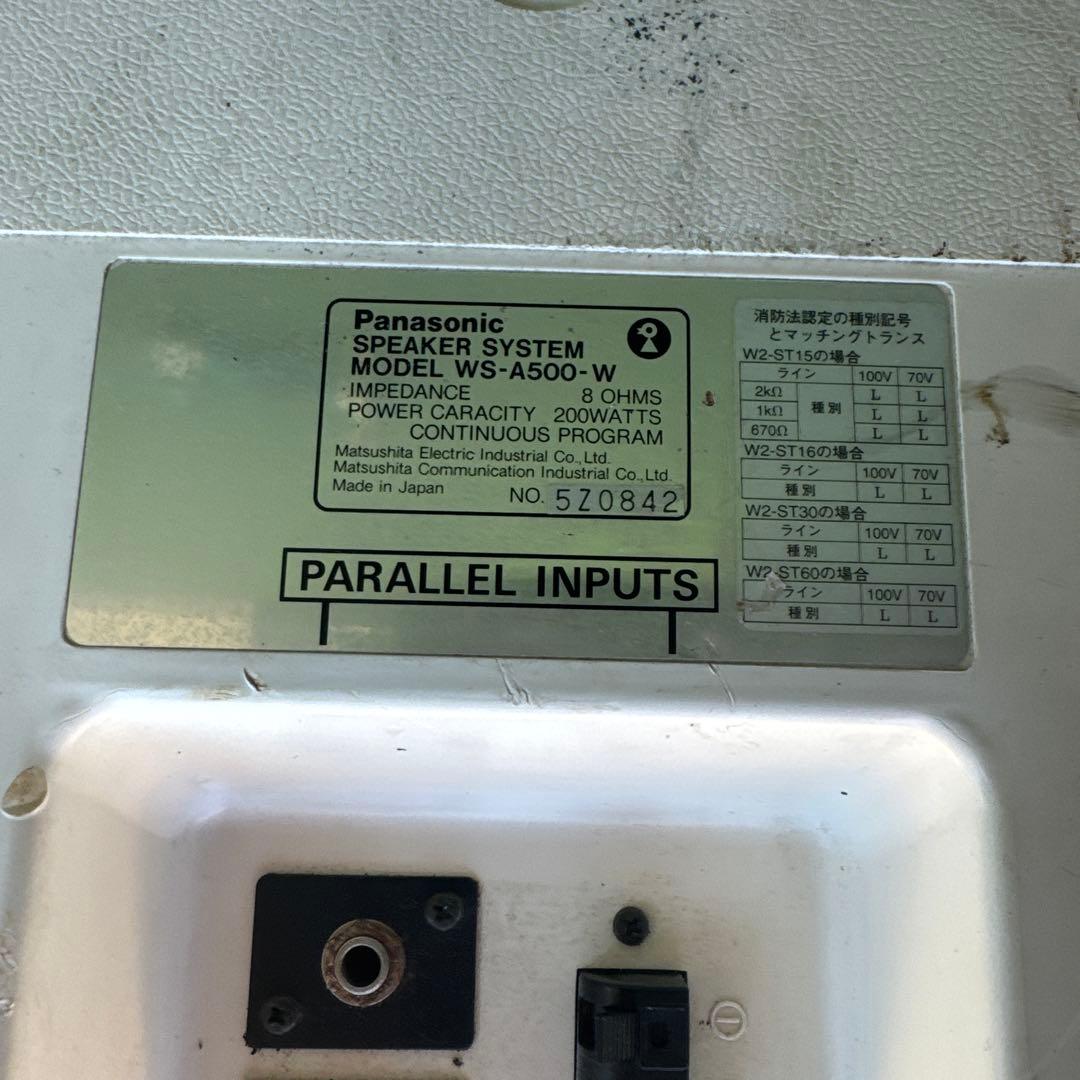 Panasonic
SPEAKER SYSTEM
MODEL WS-A500-W
IMPEDANCE 8 OHMS
POWER CARACITY 200WATTS
CONTINUOUS PROGRAM
Matsushita Electric Industrial Co., Ltd.
Matsushita Communication Industrial Co., Ltd.
Made in Japan NO. 5Z0842
PARALLEL INPUTS
消防法認定の種別記号
とマッチングトランス
W2-ST15の場合
ライン 100V 70V
2kΩ 種別 L L
1kΩ L L
670Ω L L
W2-ST16の場合
ライン 100V 70V
種別 L L
W2-ST30の場合
ライン 100V 70V
種別 L L
W2-ST60の場合
ライン 100V 70V
種別 L L